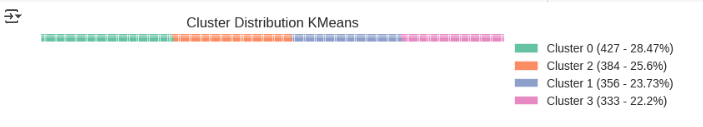 Cluster Distribution KMeans
Cluster 0 (427 - 28.47%)
Cluster 2 (384 - 25.6%)
Cluster 1 (356 - 23.73%)
Cluster 3 (333 - 22.2%)